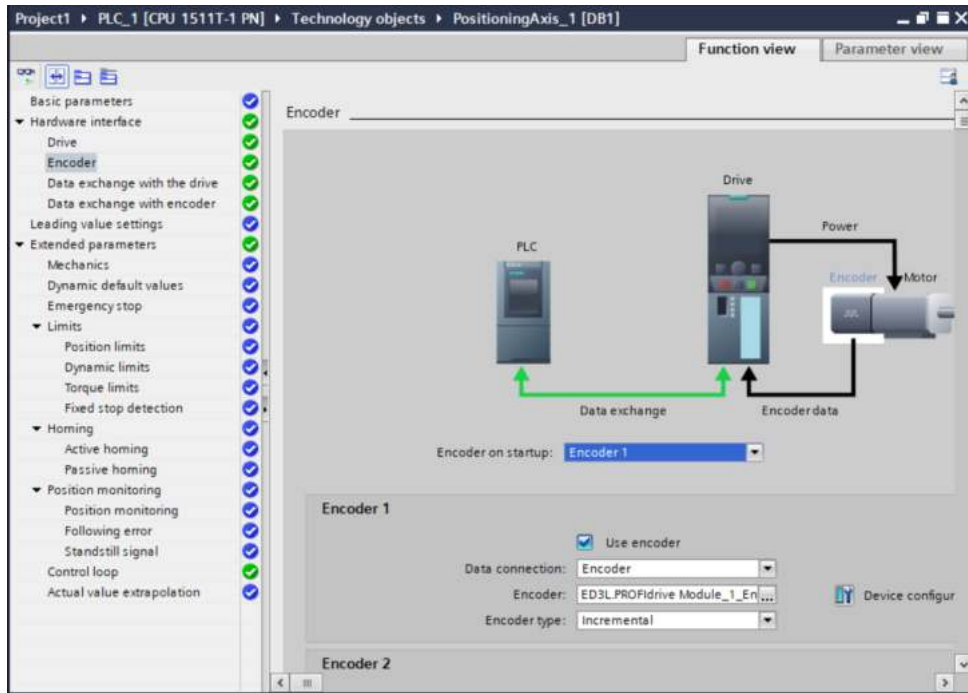 Project1 ▸ PLC_1 [CPU 1511T-1 PN] ▸ Technology objects ▸ PositioningAxis_1 [DB1]
Function view
Parameter view
Basic parameters
Hardware interface
Drive
Encoder
Data exchange with the drive
Data exchange with encoder
Leading value settings
Extended parameters
Mechanics
Dynamic default values
Emergency stop
Limits
Position limits
Dynamic limits
Torque limits
Fixed stop detection
Homing
Active homing
Passive homing
Position monitoring
Position monitoring
Following error
Standstill signal
Control loop
Actual value extrapolation
Encoder
Drive
Power
PLC
Encoder
Motor
Data exchange
Encoder data
Encoder on startup: Encoder 1
Encoder 1
Use encoder
Data connection: Encoder
Encoder: ED3L.PROFIdrive Module_1_En...
Device configur
Encoder type: Incremental
Encoder 2